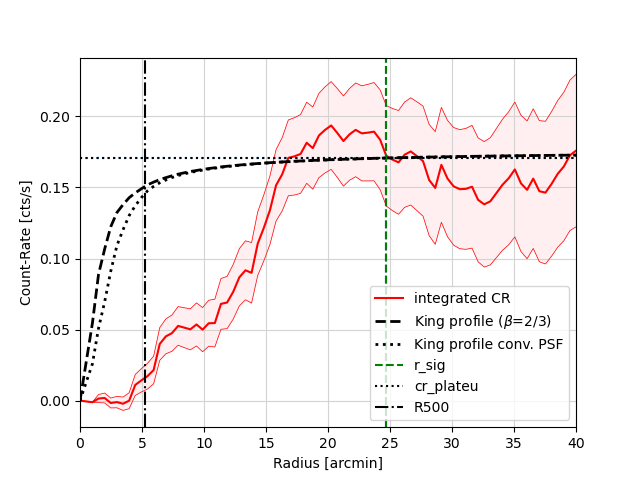 0.20
0.15
0.10
0.05
0.00
Count-Rate [cts/s]
integrated CR
King profile (β=2/3)
King profile conv. PSF
r_sig
cr_plateu
R500
0 5 10 15 20 25 30 35 40
Radius [arcmin]